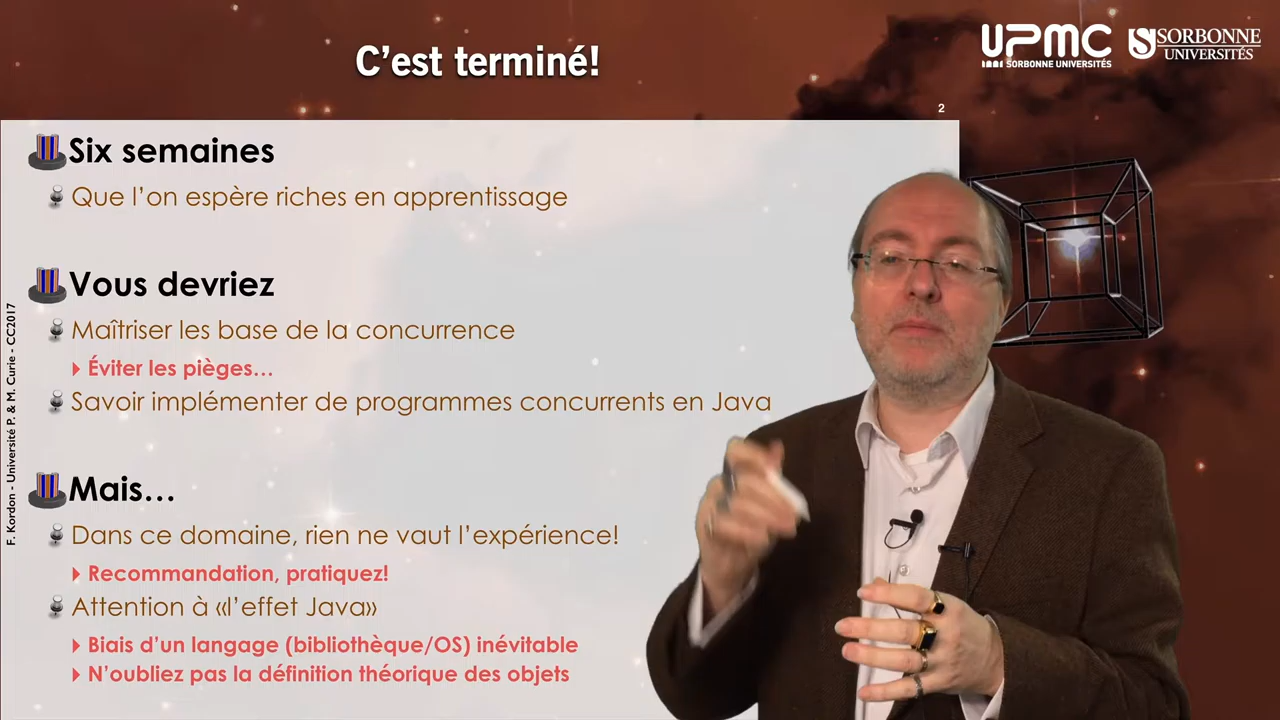 C'est terminé!
UPMC
SORBONNE UNIVERSITÉS
SORBONNE
UNIVERSITÉS
2
Six semaines
Que l'on espère riches en apprentissage
Vous devriez
Maîtriser les base de la concurrence
Éviter les pièges…
Savoir implémenter de programmes concurrents en Java
Mais…
Dans ce domaine, rien ne vaut l'expérience!
Recommandation, pratiquez!
Attention à «l'effet Java»
Biais d'un langage (bibliothèque/OS) inévitable
N'oubliez pas la définition théorique des objets
F. Kordon - Université P. & M. Curie - CC2017